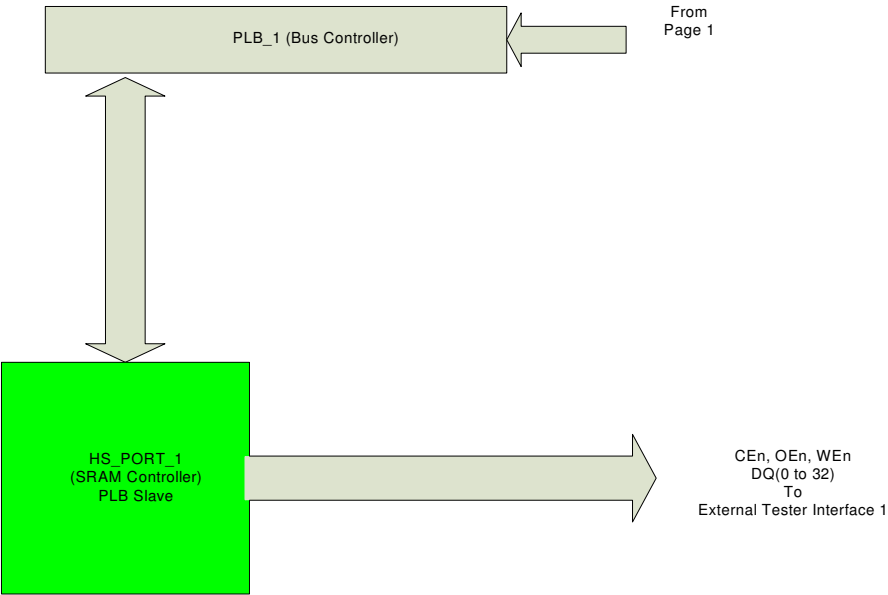 From
Page 1
PLB_1 (Bus Controller)
HS_PORT_1
(SRAM Controller)
PLB Slave
CEn, OEn, WEn
DQ(0 to 32)
To
External Tester Interface 1